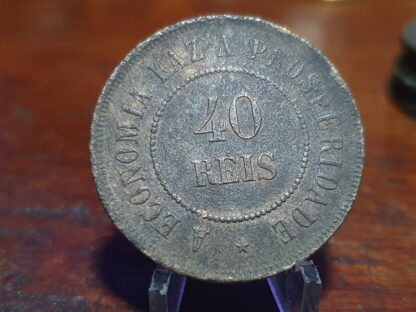 A ECONOMIA FAZ A PROSPERIDADE
40
REIS